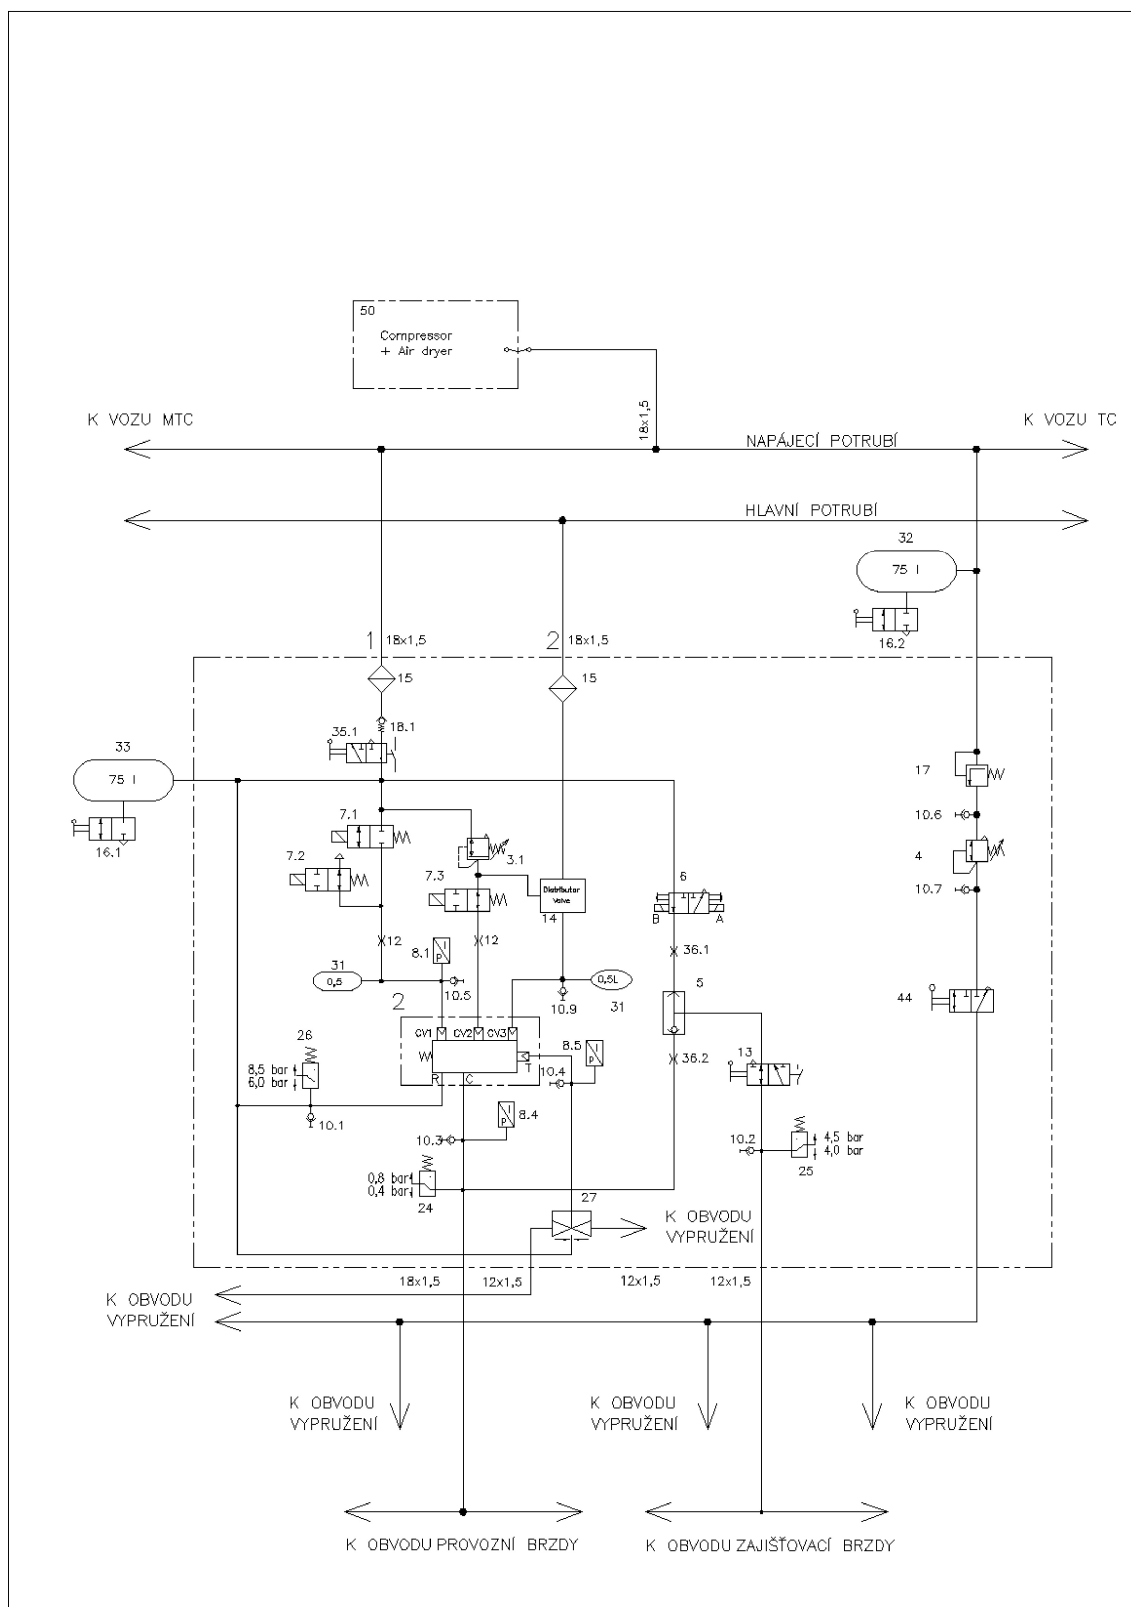 50
Compressor
+ Air dryer
18x1,5
K VOZU MTC
K VOZU TC
NAPÁJECÍ POTRUBÍ
HLAVNÍ POTRUBÍ
32
75 l
16.2
1
18x1,5
2
18x1,5
15
15
35.1
18.1
33
75 l
16.1
17
7.1
10.6
3.1
7.2
7.3
4
6
Distributor
Valve
10.7
14
B
A
12
12
8.1
36.1
31
0,5
10.5
0,5L
5
44
2
10.9
31
CV1
CV2
CV3
26
8.5
36.2
13
8,5 bar
6,0 bar
R
C
T
10.4
10.1
8.4
10.3
10.2
4,5 bar
4,0 bar
25
0,8 bar
0,4 bar
24
27
K OBVODU
VYPRUŽENÍ
18x1,5
12x1,5
12x1,5
12x1,5
K OBVODU
VYPRUŽENÍ
K OBVODU
VYPRUŽENÍ
K OBVODU
VYPRUŽENÍ
K OBVODU
VYPRUŽENÍ
K OBVODU PROVOZNÍ BRZDY
K OBVODU ZAJIŠŤOVACÍ BRZDY